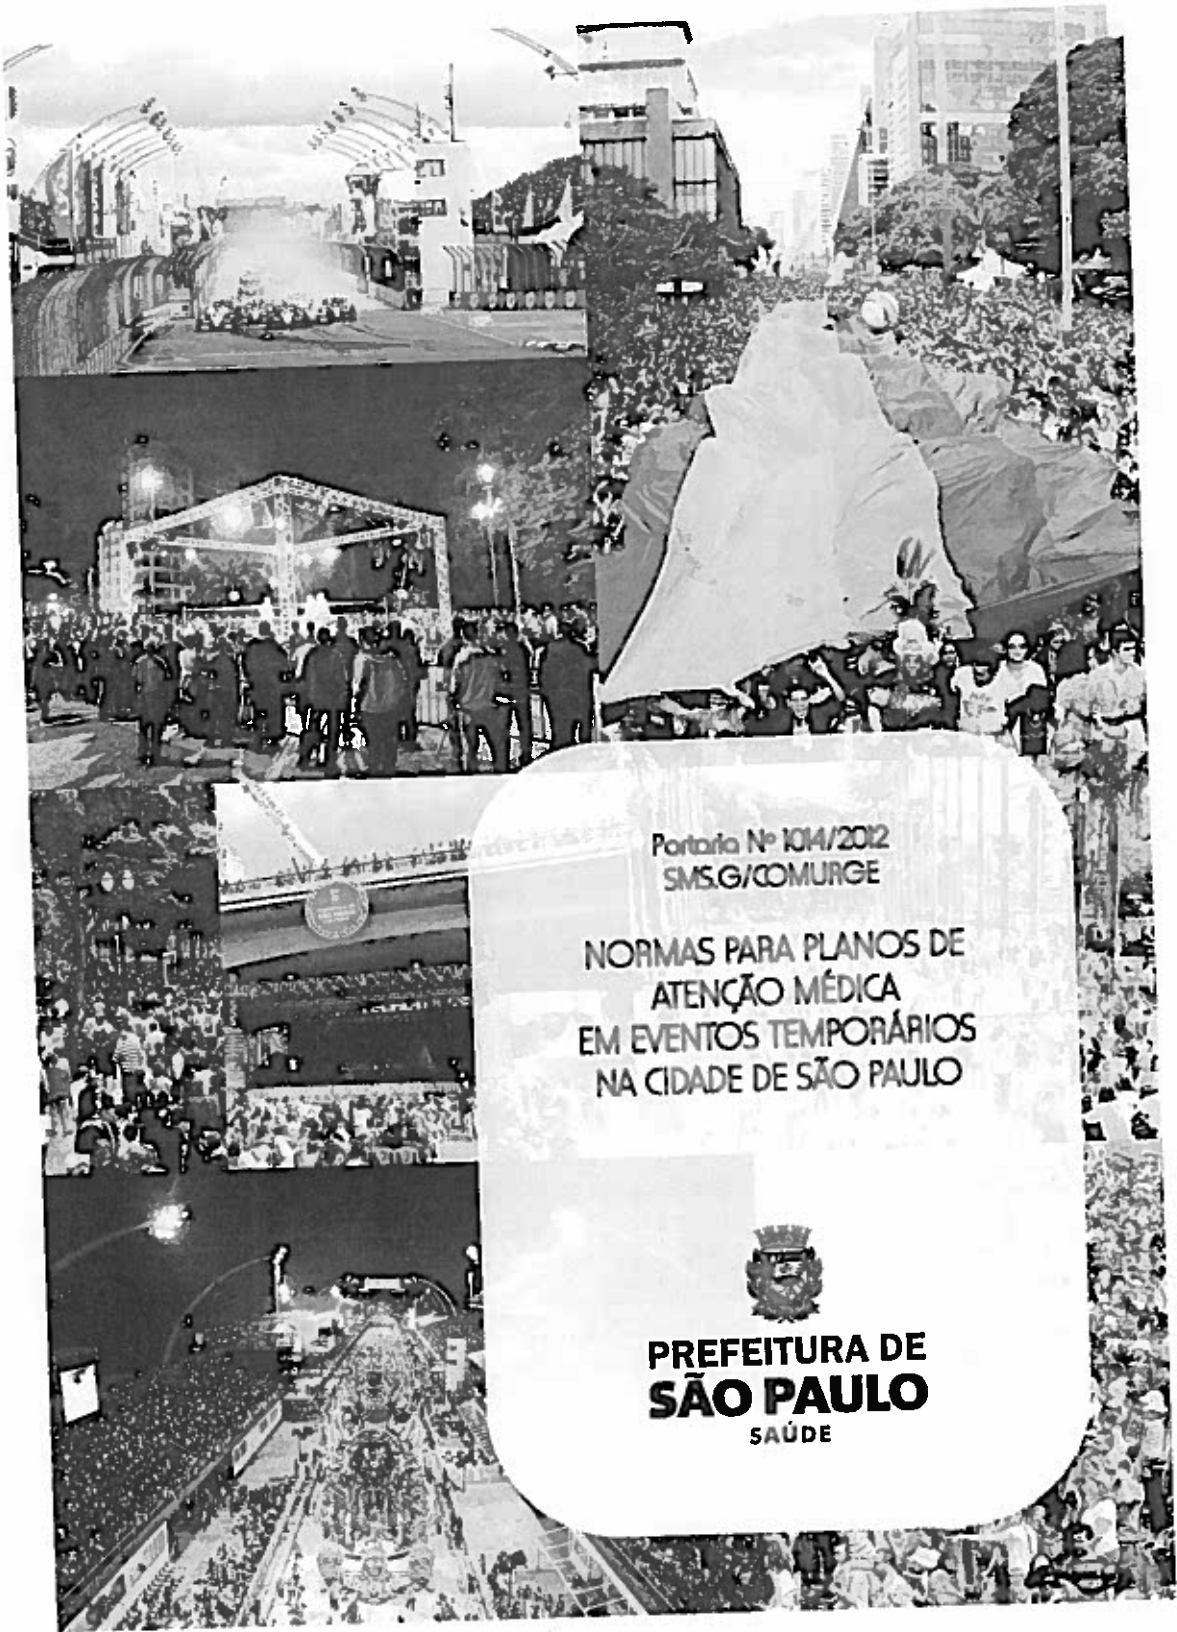 Portaria Nº 1014/2012
SMS.G/COMURGE
NORMAS PARA PLANOS DE
ATENÇÃO MÉDICA
EM EVENTOS TEMPORÁRIOS
NA CIDADE DE SÃO PAULO
PREFEITURA DE
SÃO PAULO
SAÚDE